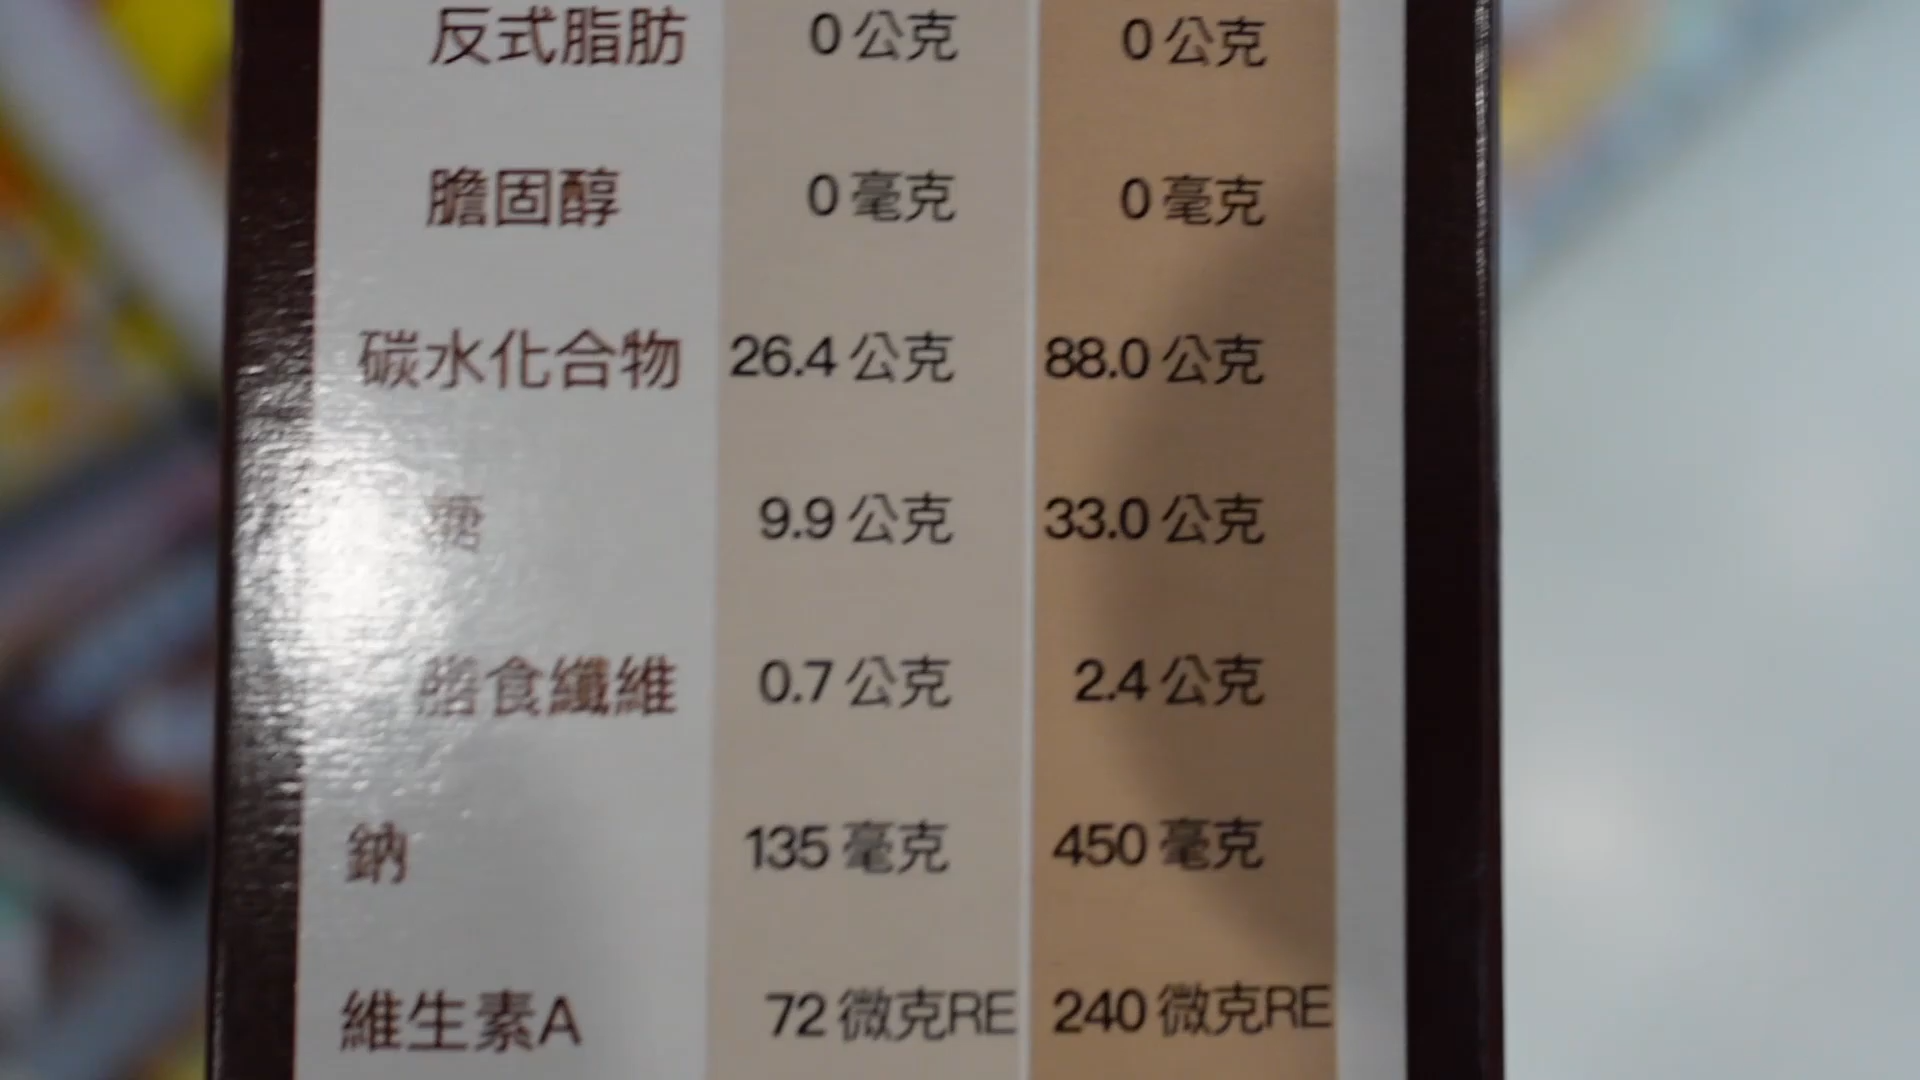 反式脂肪 0公克 0公克
膽固醇 0毫克 0毫克
碳水化合物 26.4公克 88.0公克
糖 9.9公克 33.0公克
膳食纖維 0.7公克 2.4公克
鈉 135毫克 450毫克
維生素A 72微克RE 240微克RE